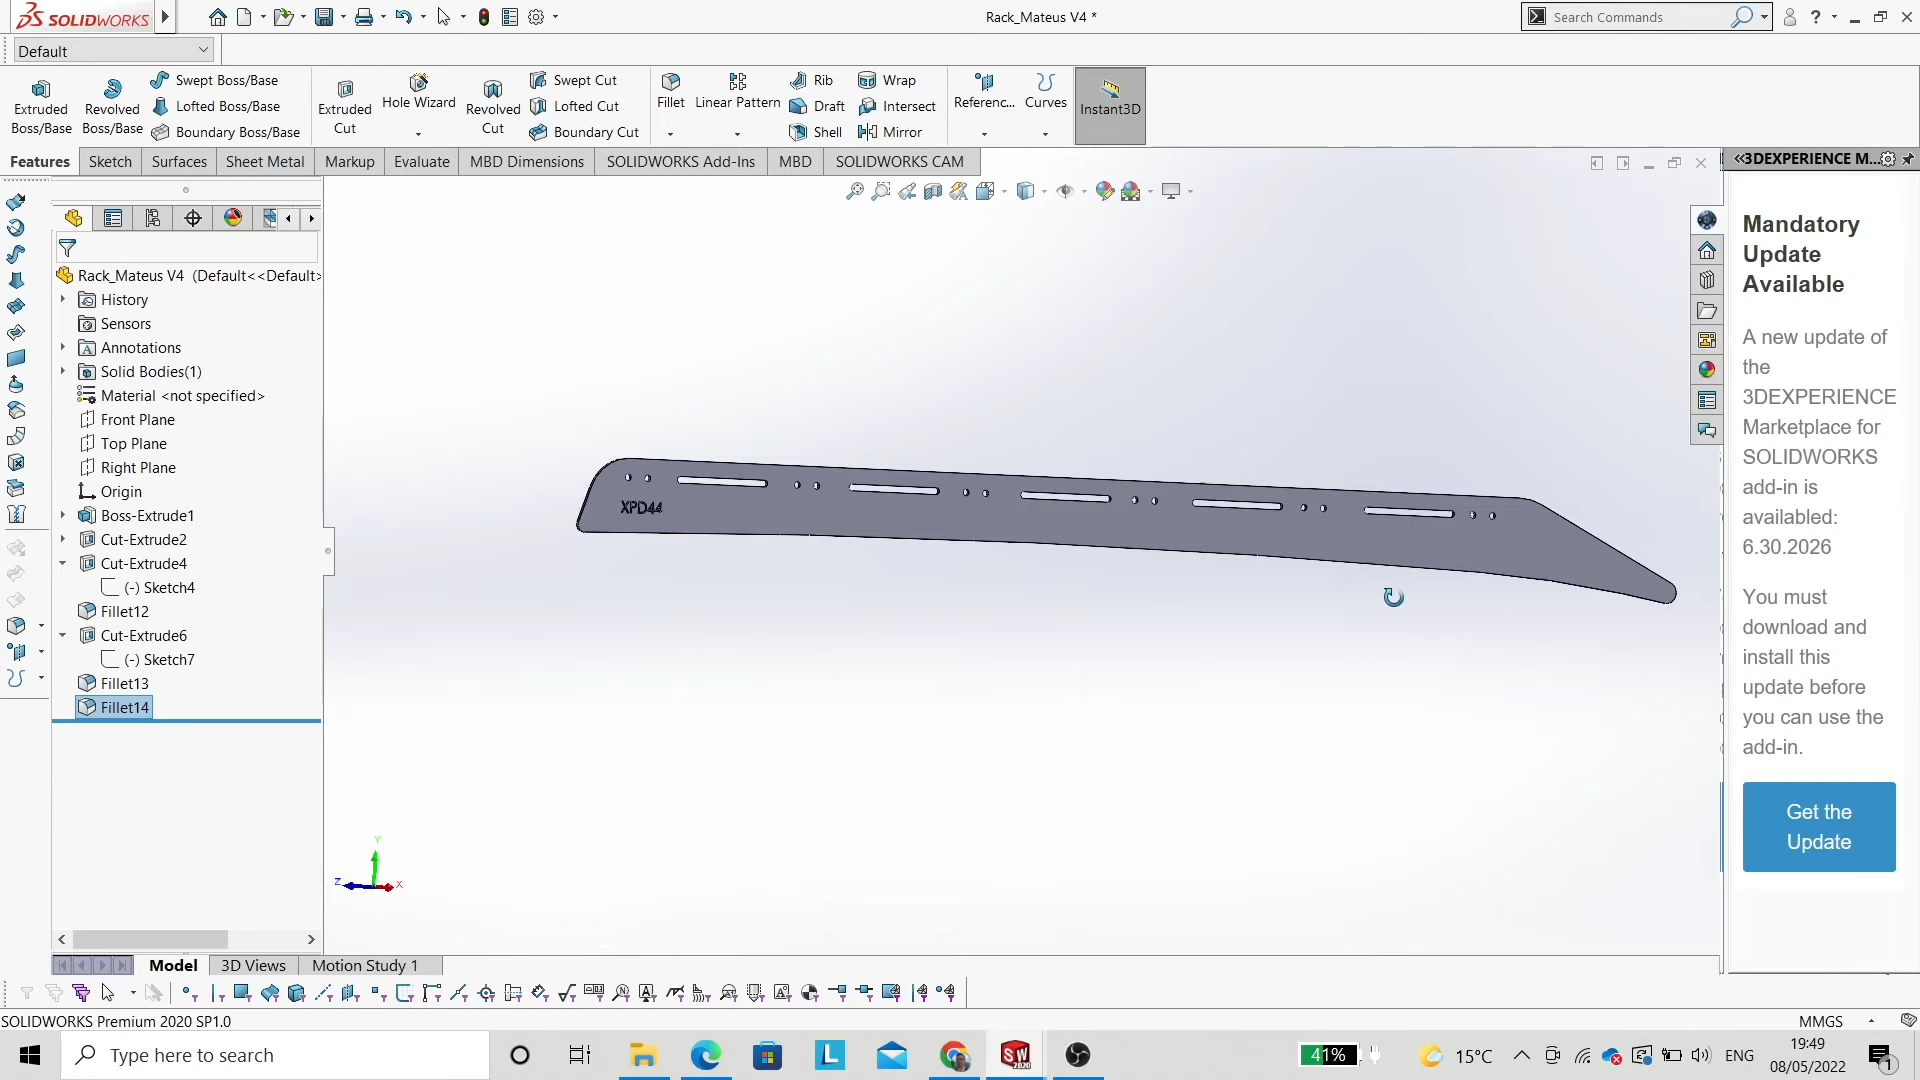 SOLIDWORKS
Rack_Mateus V4 *
Search Commands
?
Default
Extruded Boss/Base
Revolved Boss/Base
Swept Boss/Base
Lofted Boss/Base
Boundary Boss/Base
Extruded Cut
Hole Wizard
Revolved Cut
Swept Cut
Lofted Cut
Boundary Cut
Fillet
Linear Pattern
Rib
Draft
Shell
Wrap
Intersect
Mirror
Referenc...
Curves
Instant3D
Features
Sketch
Surfaces
Sheet Metal
Markup
Evaluate
MBD Dimensions
SOLIDWORKS Add-Ins
MBD
SOLIDWORKS CAM
3DEXPERIENCE M...
Rack_Mateus V4 (Default<<Default>
History
Sensors
Annotations
Solid Bodies(1)
Material <not specified>
Front Plane
Top Plane
Right Plane
Origin
Boss-Extrude1
Cut-Extrude2
Cut-Extrude4
(-) Sketch4
Fillet12
Cut-Extrude6
(-) Sketch7
Fillet13
Fillet14
XPD44
Y
Z
X
Mandatory
Update
Available
A new update of
the
3DEXPERIENCE
Marketplace for
SOLIDWORKS
add-in is
availabled:
6.30.2026
You must
download and
install this
update before
you can use the
add-in.
Get the
Update
Model
3D Views
Motion Study 1
SOLIDWORKS Premium 2020 SP1.0
MMGS
Type here to search
L
SW
2020
41%
15°C
ENG
19:49
08/05/2022
1